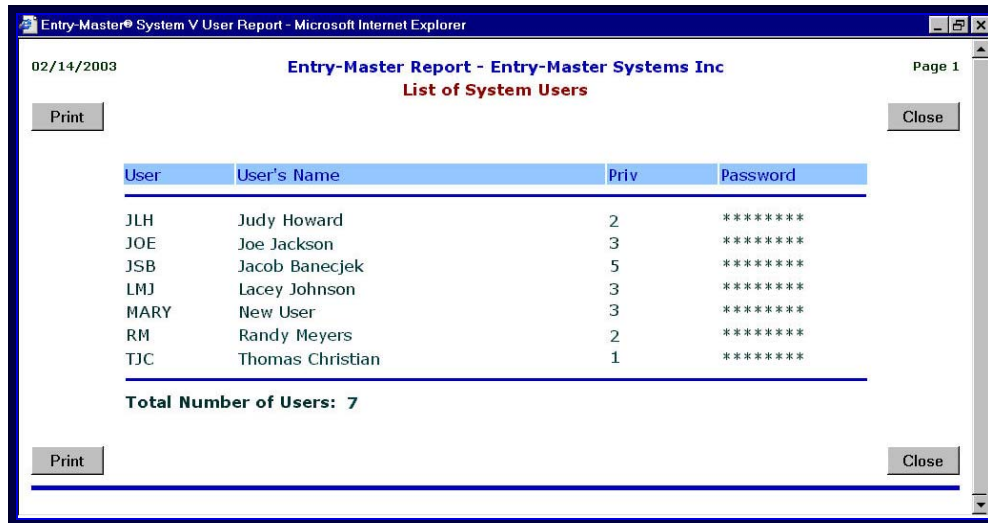 Entry-Master® System V User Report - Microsoft Internet Explorer
02/14/2003 Entry-Master Report - Entry-Master Systems Inc Page 1
List of System Users
Print Close
User User's Name Priv Password
JLH Judy Howard 2 ********
JOE Joe Jackson 3 ********
JSB Jacob Banecjek 5 ********
LMJ Lacey Johnson 3 ********
MARY New User 3 ********
RM Randy Meyers 2 ********
TJC Thomas Christian 1 ********
Total Number of Users: 7
Print Close